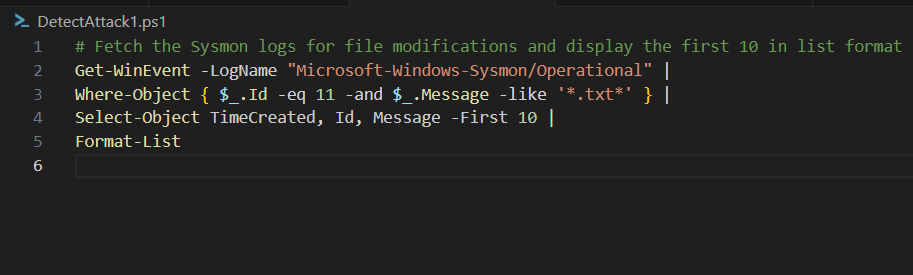 DetectAttack1.ps1
1 # Fetch the Sysmon logs for file modifications and display the first 10 in list format
2 Get-WinEvent -LogName "Microsoft-Windows-Sysmon/Operational" |
3 Where-Object { $_.Id -eq 11 -and $_.Message -like '*.txt*' } |
4 Select-Object TimeCreated, Id, Message -First 10 |
5 Format-List
6